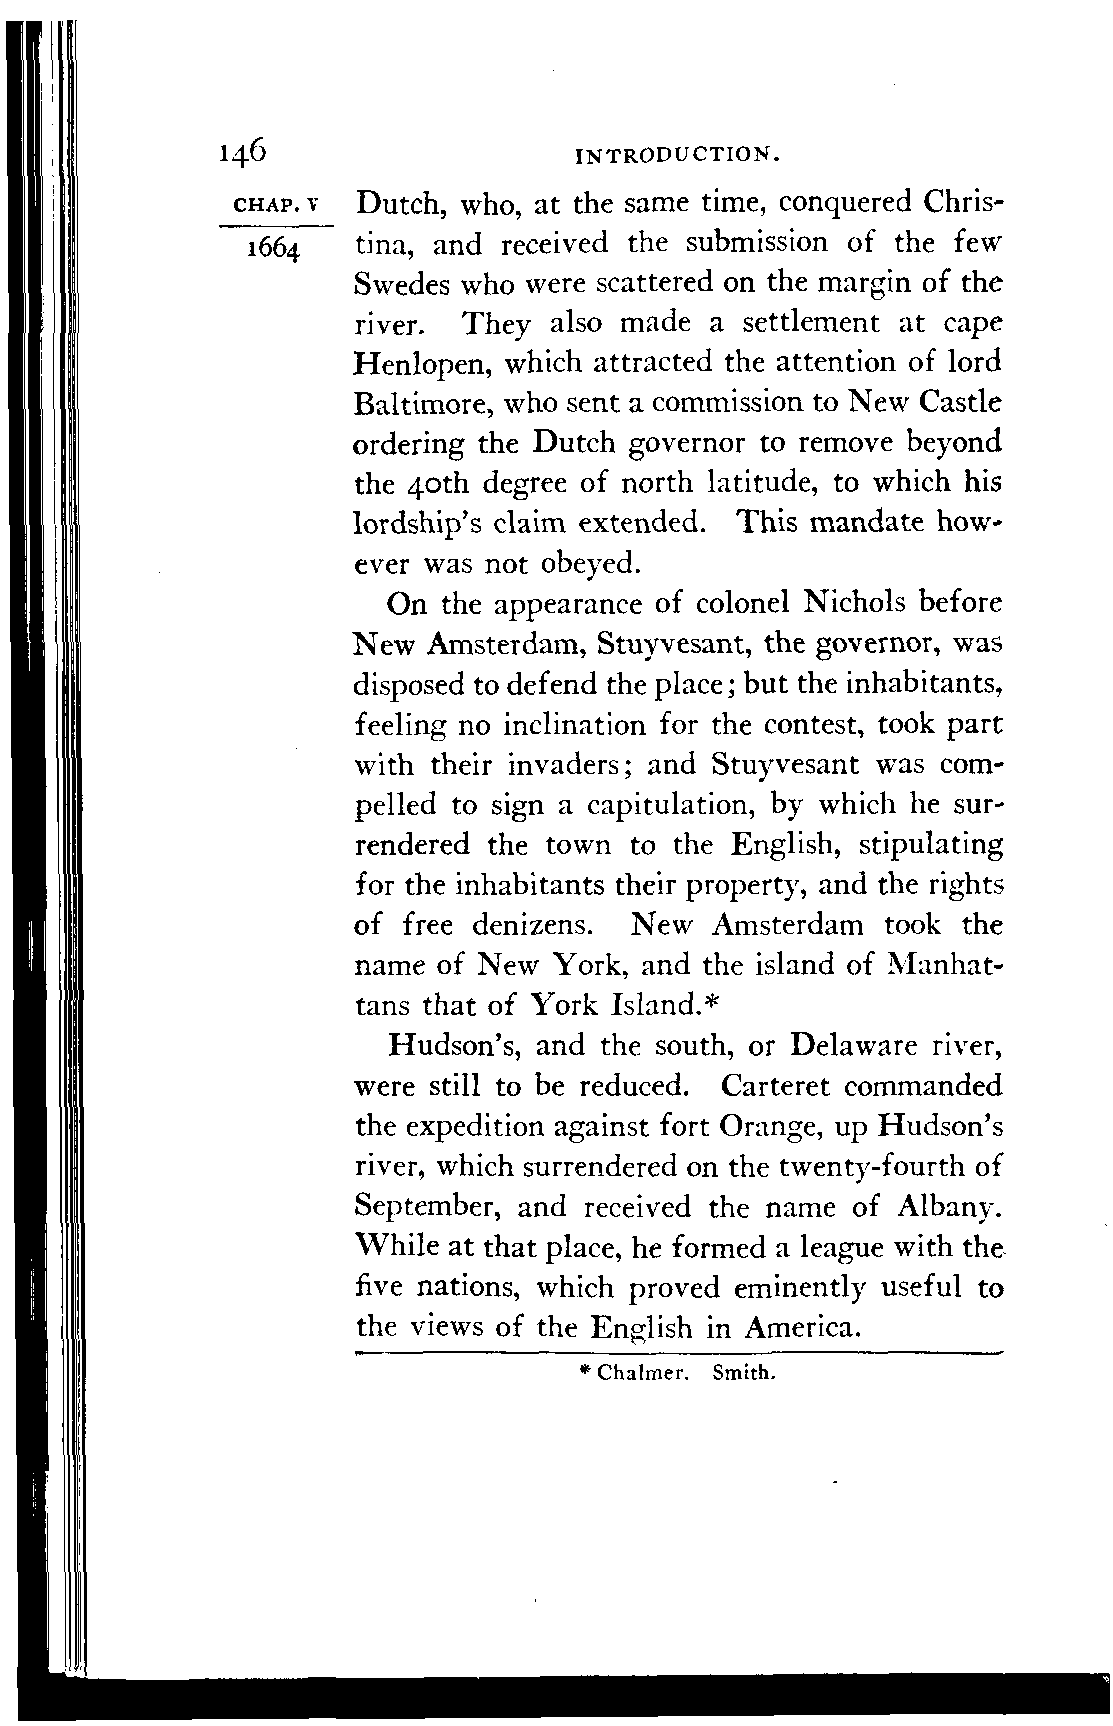 146 INTRODUCTION.
CHAP. V Dutch, who, at the same time, conquered Chris-
1664 tina, and received the submission of the few
Swedes who were scattered on the margin of the
river. They also made a settlement at cape
Henlopen, which attracted the attention of lord
Baltimore, who sent a commission to New Castle
ordering the Dutch governor to remove beyond
the 40th degree of north latitude, to which his
lordship's claim extended. This mandate how-
ever was not obeyed.
On the appearance of colonel Nichols before
New Amsterdam, Stuyvesant, the governor, was
disposed to defend the place; but the inhabitants,
feeling no inclination for the contest, took part
with their invaders; and Stuyvesant was com-
pelled to sign a capitulation, by which he sur-
rendered the town to the English, stipulating
for the inhabitants their property, and the rights
of free denizens. New Amsterdam took the
name of New York, and the island of Manhat-
tans that of York Island.*
Hudson's, and the south, or Delaware river,
were still to be reduced. Carteret commanded
the expedition against fort Orange, up Hudson's
river, which surrendered on the twenty-fourth of
September, and received the name of Albany.
While at that place, he formed a league with the
five nations, which proved eminently useful to
the views of the English in America.
* Chalmer. Smith.